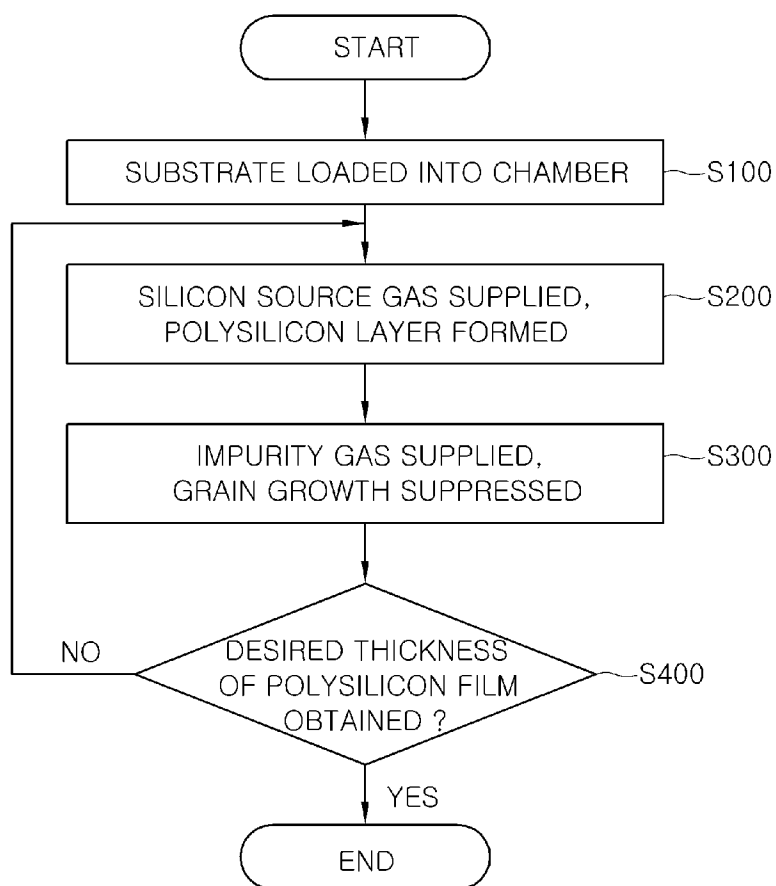 START
SUBSTRATE LOADED INTO CHAMBER
S100
SILICON SOURCE GAS SUPPLIED,
POLYSILICON LAYER FORMED
S200
IMPURITY GAS SUPPLIED,
GRAIN GROWTH SUPPRESSED
S300
NO
DESIRED THICKNESS
OF POLYSILICON FILM
OBTAINED ?
S400
YES
END